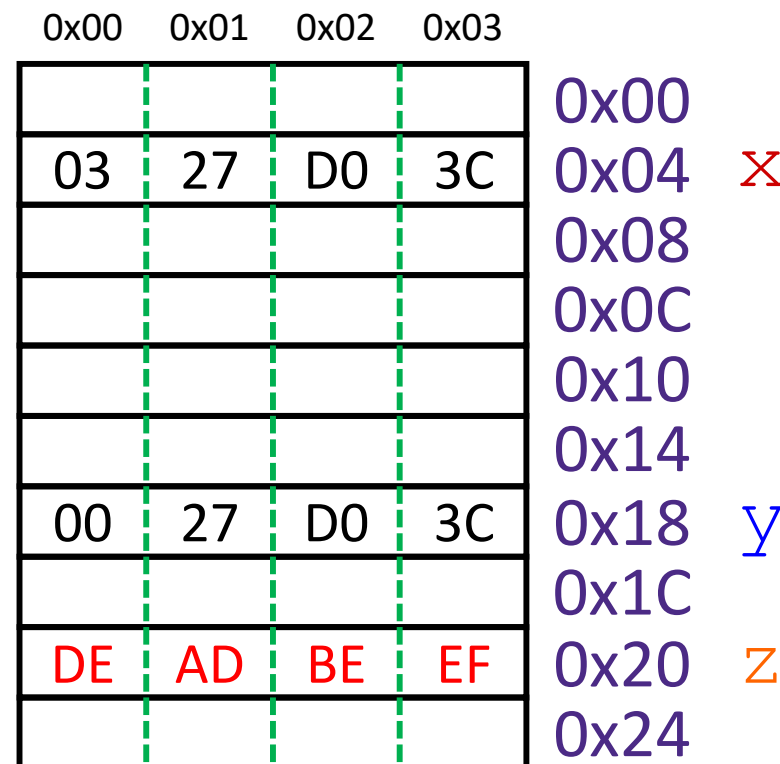 0x00 0x01 0x02 0x03
0x00
03 27 D0 3C 0x04 x
0x08
0x0C
0x10
0x14
00 27 D0 3C 0x18 y
0x1C
DE AD BE EF 0x20 z
0x24